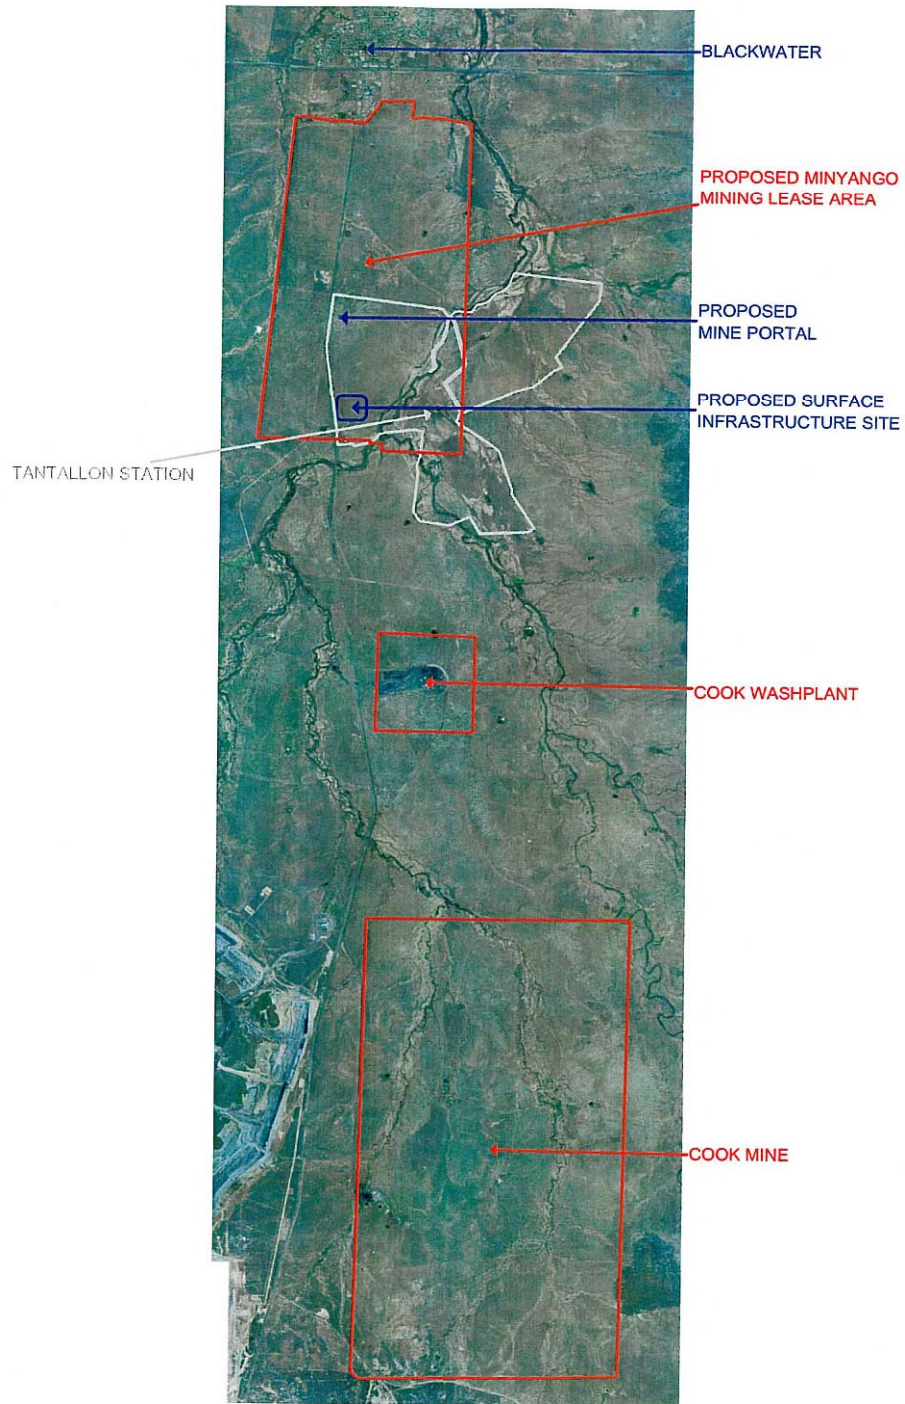 BLACKWATER
PROPOSED MINYANGO
MINING LEASE AREA
PROPOSED
MINE PORTAL
PROPOSED SURFACE
INFRASTRUCTURE SITE
TANTALLON STATION
COOK WASHPLANT
COOK MINE